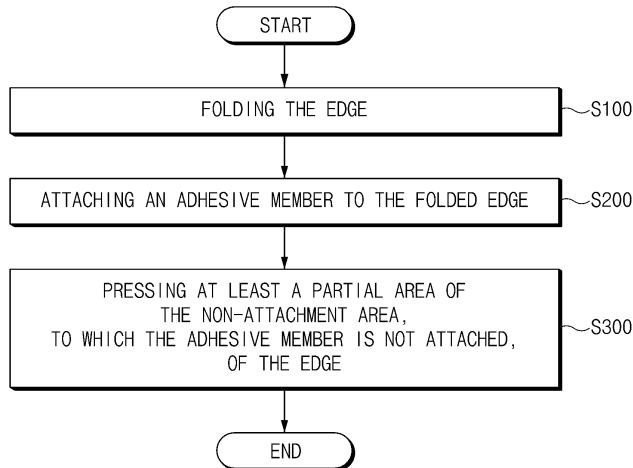 START
FOLDING THE EDGE
S100
ATTACHING AN ADHESIVE MEMBER TO THE FOLDED EDGE
S200
PRESSING AT LEAST A PARTIAL AREA OF
THE NON-ATTACHMENT AREA,
TO WHICH THE ADHESIVE MEMBER IS NOT ATTACHED,
OF THE EDGE
S300
END